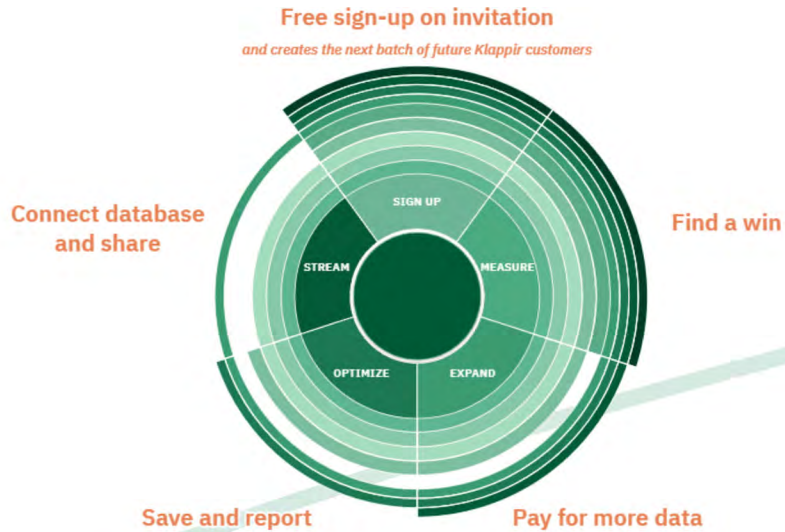 Free sign-up on invitation
and creates the next batch of future Klappir customers
SIGN UP
Connect database
and share
Find a win
STREAM
MEASURE
OPTIMIZE
EXPAND
Save and report
Pay for more data